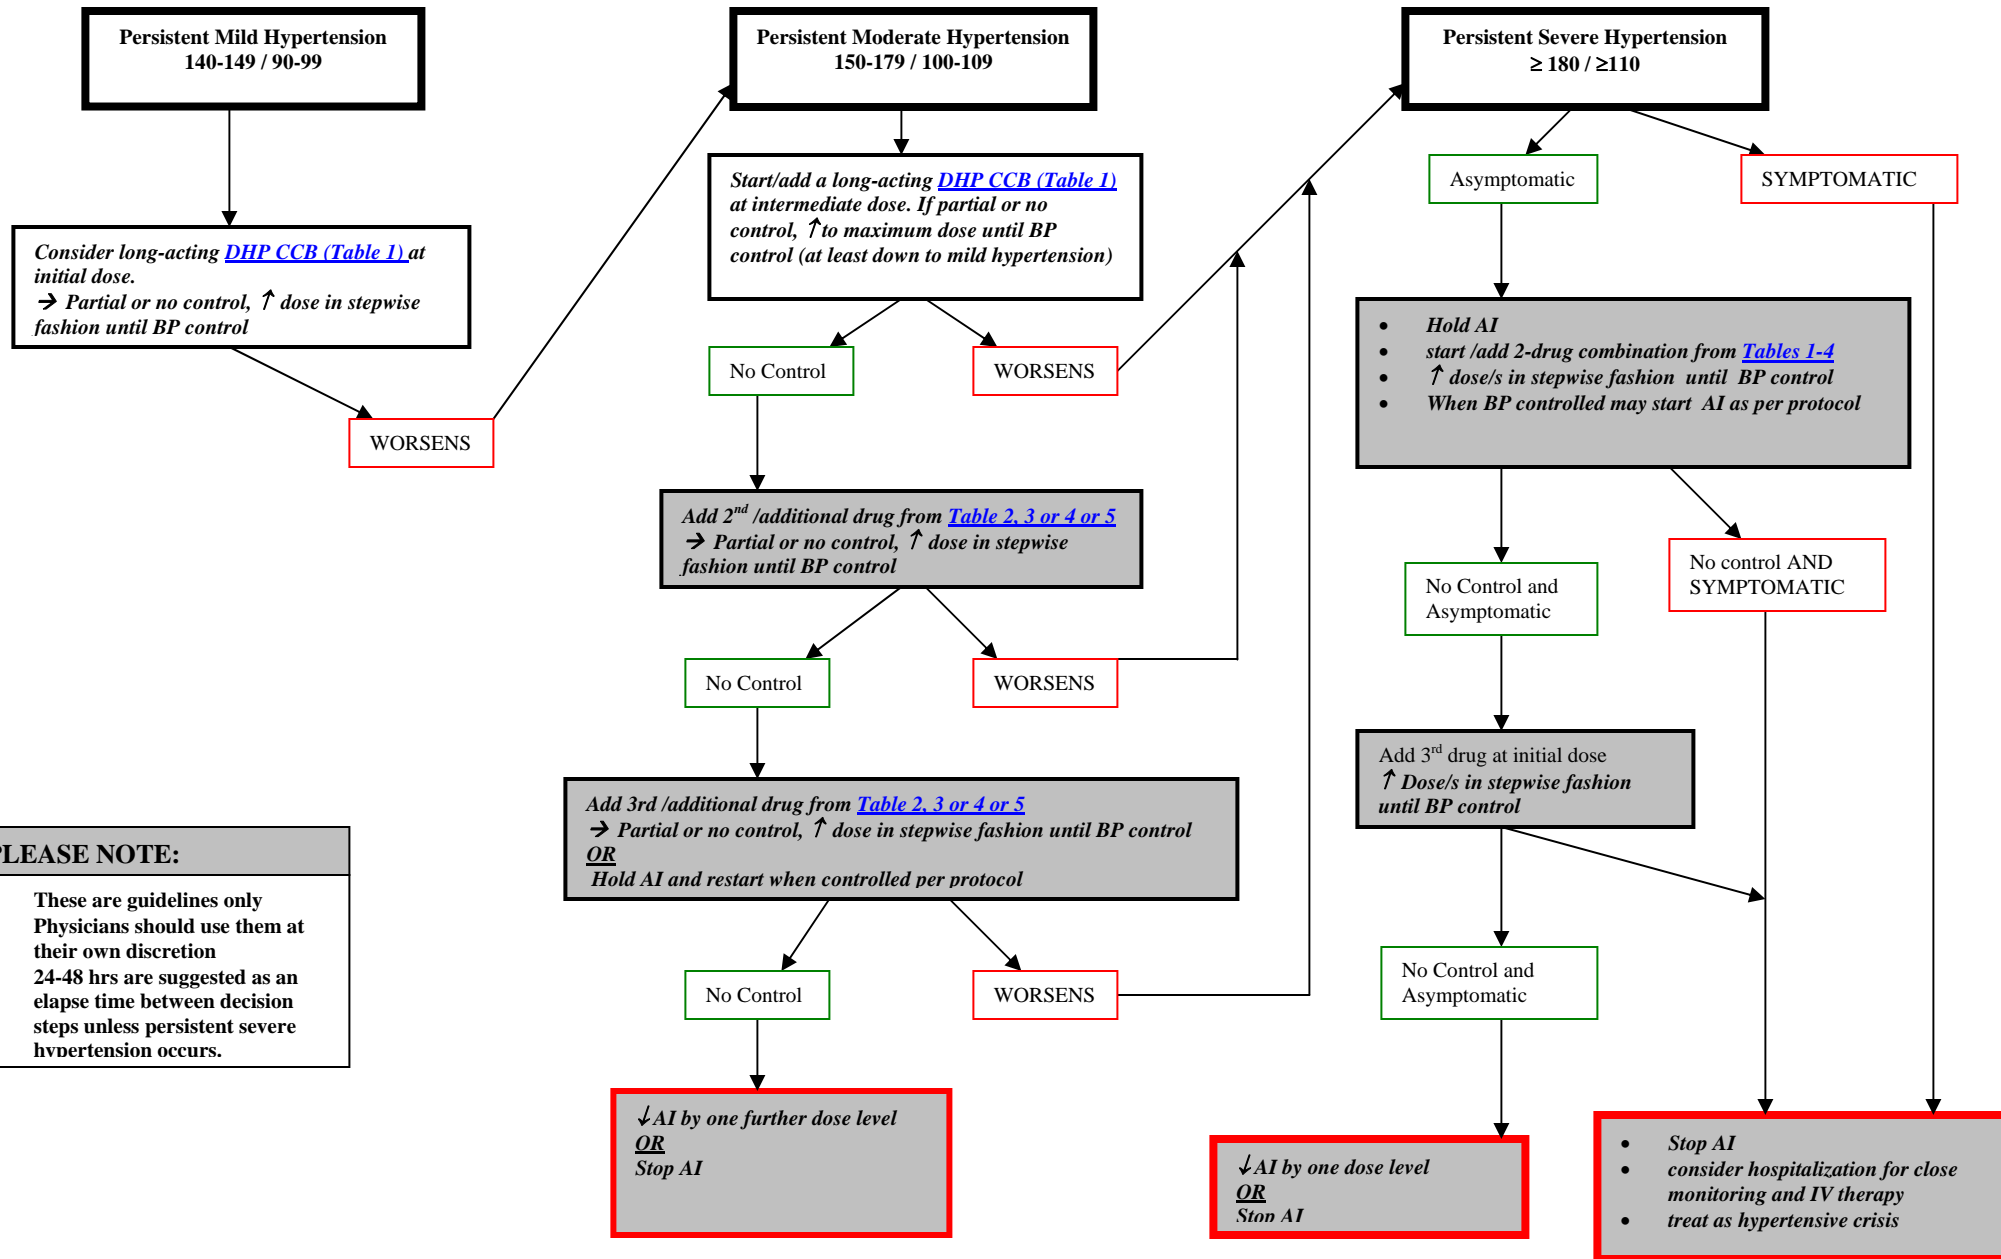 Persistent Mild Hypertension
140-149 / 90-99
Consider long-acting DHP CCB (Table 1) at
initial dose.
→ Partial or no control, ↑ dose in stepwise
fashion until BP control
WORSENS
Persistent Moderate Hypertension
150-179 / 100-109
Start/add a long-acting DHP CCB (Table 1)
at intermediate dose. If partial or no
control, ↑ to maximum dose until BP
control (at least down to mild hypertension)
No Control
WORSENS
Add 2nd /additional drug from Table 2, 3 or 4 or 5
→ Partial or no control, ↑ dose in stepwise
fashion until BP control
No Control
WORSENS
Add 3rd /additional drug from Table 2, 3 or 4 or 5
→ Partial or no control, ↑ dose in stepwise fashion until BP control
OR
Hold AI and restart when controlled per protocol
No Control
WORSENS
↓ AI by one further dose level
OR
Stop AI
Persistent Severe Hypertension
≥ 180 / ≥110
Asymptomatic
SYMPTOMATIC
• Hold AI
• start /add 2-drug combination from Tables 1-4
• ↑ dose/s in stepwise fashion until BP control
• When BP controlled may start AI as per protocol
No Control and
Asymptomatic
No control AND
SYMPTOMATIC
Add 3rd drug at initial dose
↑ Dose/s in stepwise fashion
until BP control
No Control and
Asymptomatic
↓ AI by one dose level
OR
Stop AI
• Stop AI
• consider hospitalization for close
monitoring and IV therapy
• treat as hypertensive crisis
PLEASE NOTE:
These are guidelines only
Physicians should use them at
their own discretion
24-48 hrs are suggested as an
elapse time between decision
steps unless persistent severe
hypertension occurs.